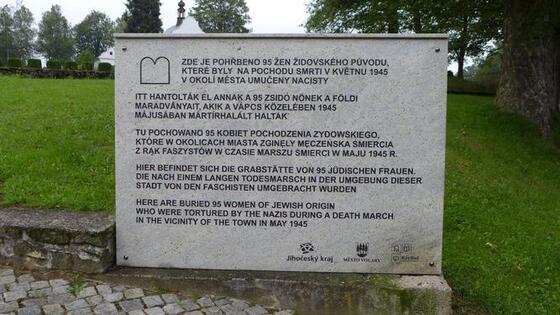 ZDE JE POHŘBENO 95 ŽEN ŽIDOVSKÉHO PŮVODU,
KTERÉ BYLY NA POCHODU SMRTI V KVĚTNU 1945
V OKOLÍ MĚSTA UMUČENY NACISTY
ITT HANTOLTÁK EL ANNAK A 95 ZSIDÓ NŐNEK A FÖLDI
MARADVÁNYAIT, AKIK A VÁPCS KÖZELÉBEN 1945
MÁJUSÁBAN MÁRTÍRHALÁLT HALTAK
TU POCHOWANO 95 KOBIET POCHODZENIA ZYDOWSKIEGO,
KTÓRE W OKOLICACH MIASTA ZGINĘŁY MĘCZEŃSKA ŚMIERCIA
Z RĄK FASZYSTÓW W CZASIE MARSZU ŚMIERCI W MAJU 1945 R.
HIER BEFINDET SICH DIE GRABSTÄTTE VON 95 JÜDISCHEN FRAUEN.
DIE NACH EINEM LANGEN TODESMARSCH IN DER UMGEBUNG DIESER
STADT VON DEN FASCHISTEN UMGEBRACHT WURDEN
HERE ARE BURIED 95 WOMEN OF JEWISH ORIGIN
WHO WERE TORTURED BY THE NAZIS DURING A DEATH MARCH
IN THE VICINITY OF THE TOWN IN MAY 1945
Jihočeský kraj
MĚSTO VOLARY